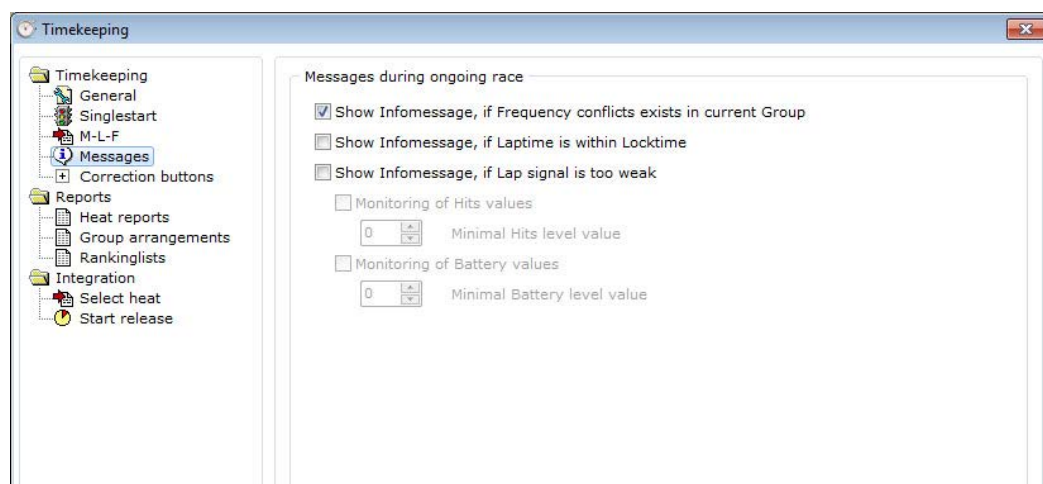 Timekeeping
Timekeeping
General
Singlestart
M-L-F
Messages
Correction buttons
Reports
Heat reports
Group arrangements
Rankinglists
Integration
Select heat
Start release
Messages during ongoing race
Show Infomessage, if Frequency conflicts exists in current Group
Show Infomessage, if Laptime is within Locktime
Show Infomessage, if Lap signal is too weak
Monitoring of Hits values
0 Minimal Hits level value
Monitoring of Battery values
0 Minimal Battery level value